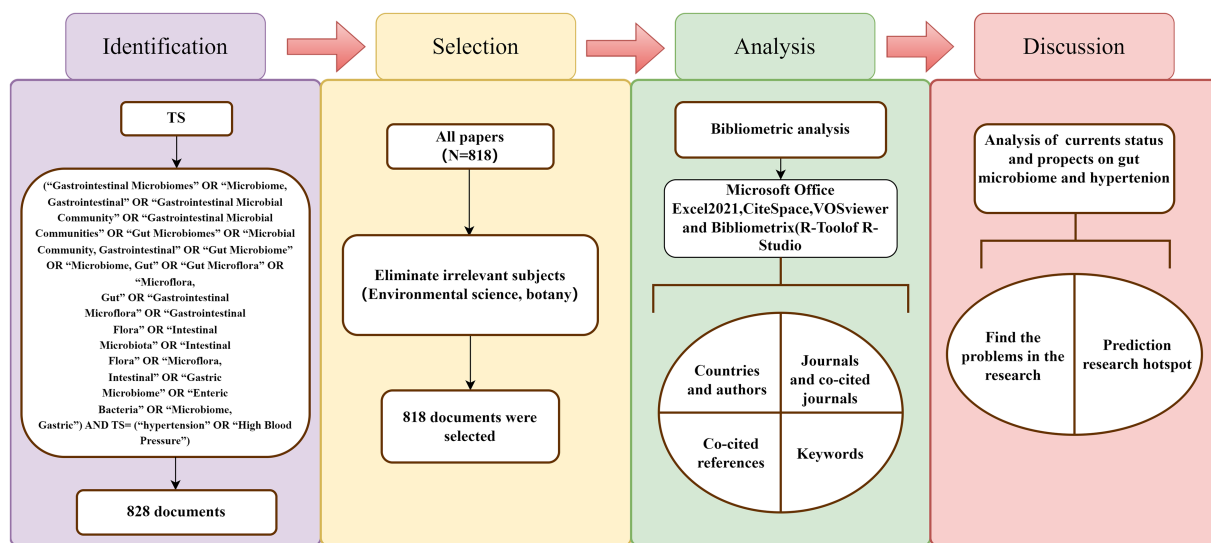 Identification
Selection
Analysis
Discussion
TS
(“Gastrointestinal Microbiomes” OR “Microbiome,
Gastrointestinal” OR “Gastrointestinal Microbial
Community” OR “Gastrointestinal Microbial
Communities” OR “Gut Microbiomes” OR “Microbial
Community, Gastrointestinal” OR “Gut Microbiome”
OR “Microbiome, Gut” OR “Gut Microflora” OR
“Microflora,
Gut” OR “Gastrointestinal
Microflora” OR “Gastrointestinal
Flora” OR “Intestinal
Microbiota” OR “Intestinal
Flora” OR “Microflora,
Intestinal” OR “Gastric
Microbiome” OR “Enteric
Bacteria” OR “Microbiome,
Gastric”) AND TS= (“hypertension” OR “High Blood
Pressure”)
828 documents
All papers
(N=818)
Eliminate irrelevant subjects
(Environmental science, botany)
818 documents were
selected
Bibliometric analysis
Microsoft Office
Excel2021,CiteSpace,VOSviewer
and Bibliometrix(R-Toolof R-
Studio
Countries
and authors
Journals
and co-cited
journals
Co-cited
references
Keywords
Analysis of currents status
and propects on gut
microbiome and hypertenion
Find the
problems in the
research
Prediction
research hotspot